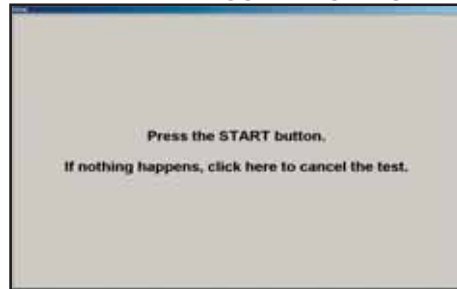 Press the START button.
If nothing happens, click here to cancel the test.